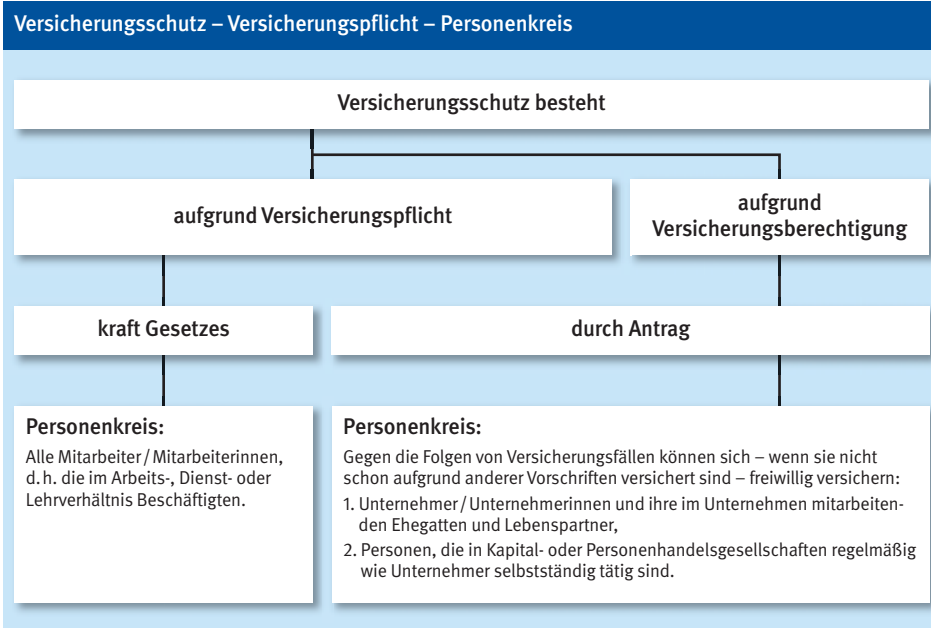 Versicherungsschutz – Versicherungspflicht – Personenkreis
Versicherungsschutz besteht
aufgrund Versicherungspflicht
aufgrund
Versicherungsberechtigung
kraft Gesetzes
durch Antrag
Personenkreis:
Alle Mitarbeiter / Mitarbeiterinnen,
d. h. die im Arbeits-, Dienst- oder
Lehrverhältnis Beschäftigten.
Personenkreis:
Gegen die Folgen von Versicherungsfällen können sich – wenn sie nicht
schon aufgrund anderer Vorschriften versichert sind – freiwillig versichern:
1. Unternehmer / Unternehmerinnen und ihre im Unternehmen mitarbeiten-
den Ehegatten und Lebenspartner,
2. Personen, die in Kapital- oder Personenhandelsgesellschaften regelmäßig
wie Unternehmer selbstständig tätig sind.